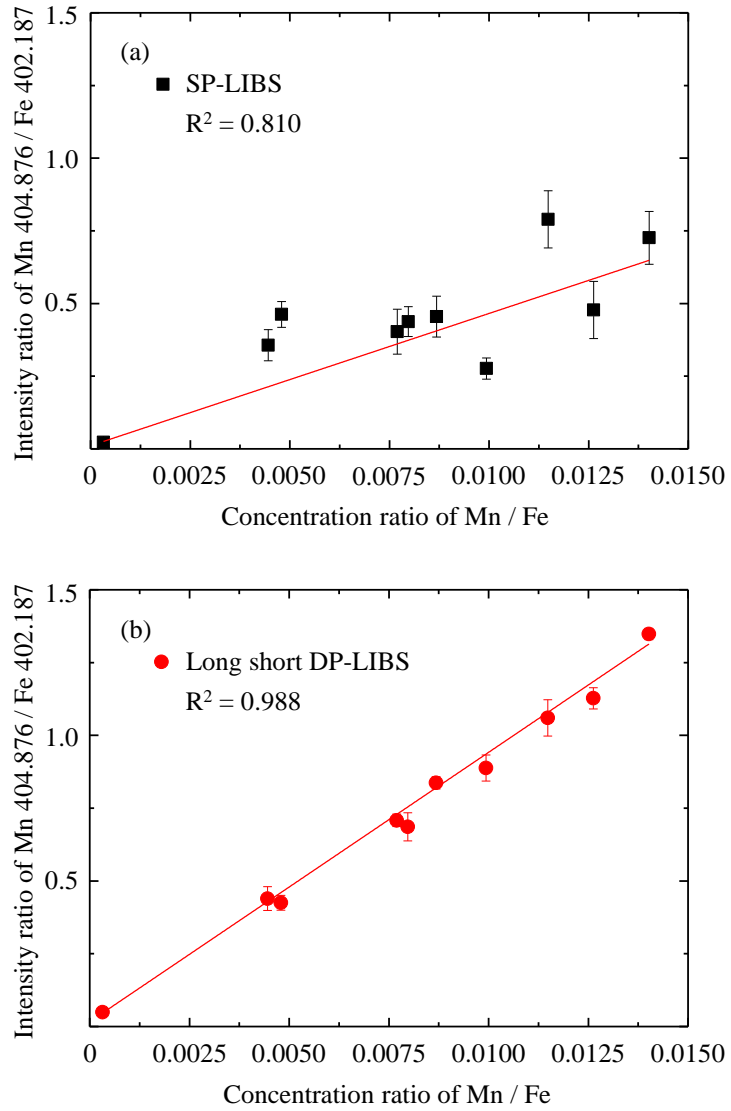 (a)
SP-LIBS
R² = 0.810
Intensity ratio of Mn 404.876 / Fe 402.187
1.5
1.0
0.5
0 0.0025 0.0050 0.0075 0.0100 0.0125 0.0150
Concentration ratio of Mn / Fe
(b)
Long short DP-LIBS
R² = 0.988
Intensity ratio of Mn 404.876 / Fe 402.187
1.5
1.0
0.5
0 0.0025 0.0050 0.0075 0.0100 0.0125 0.0150
Concentration ratio of Mn / Fe